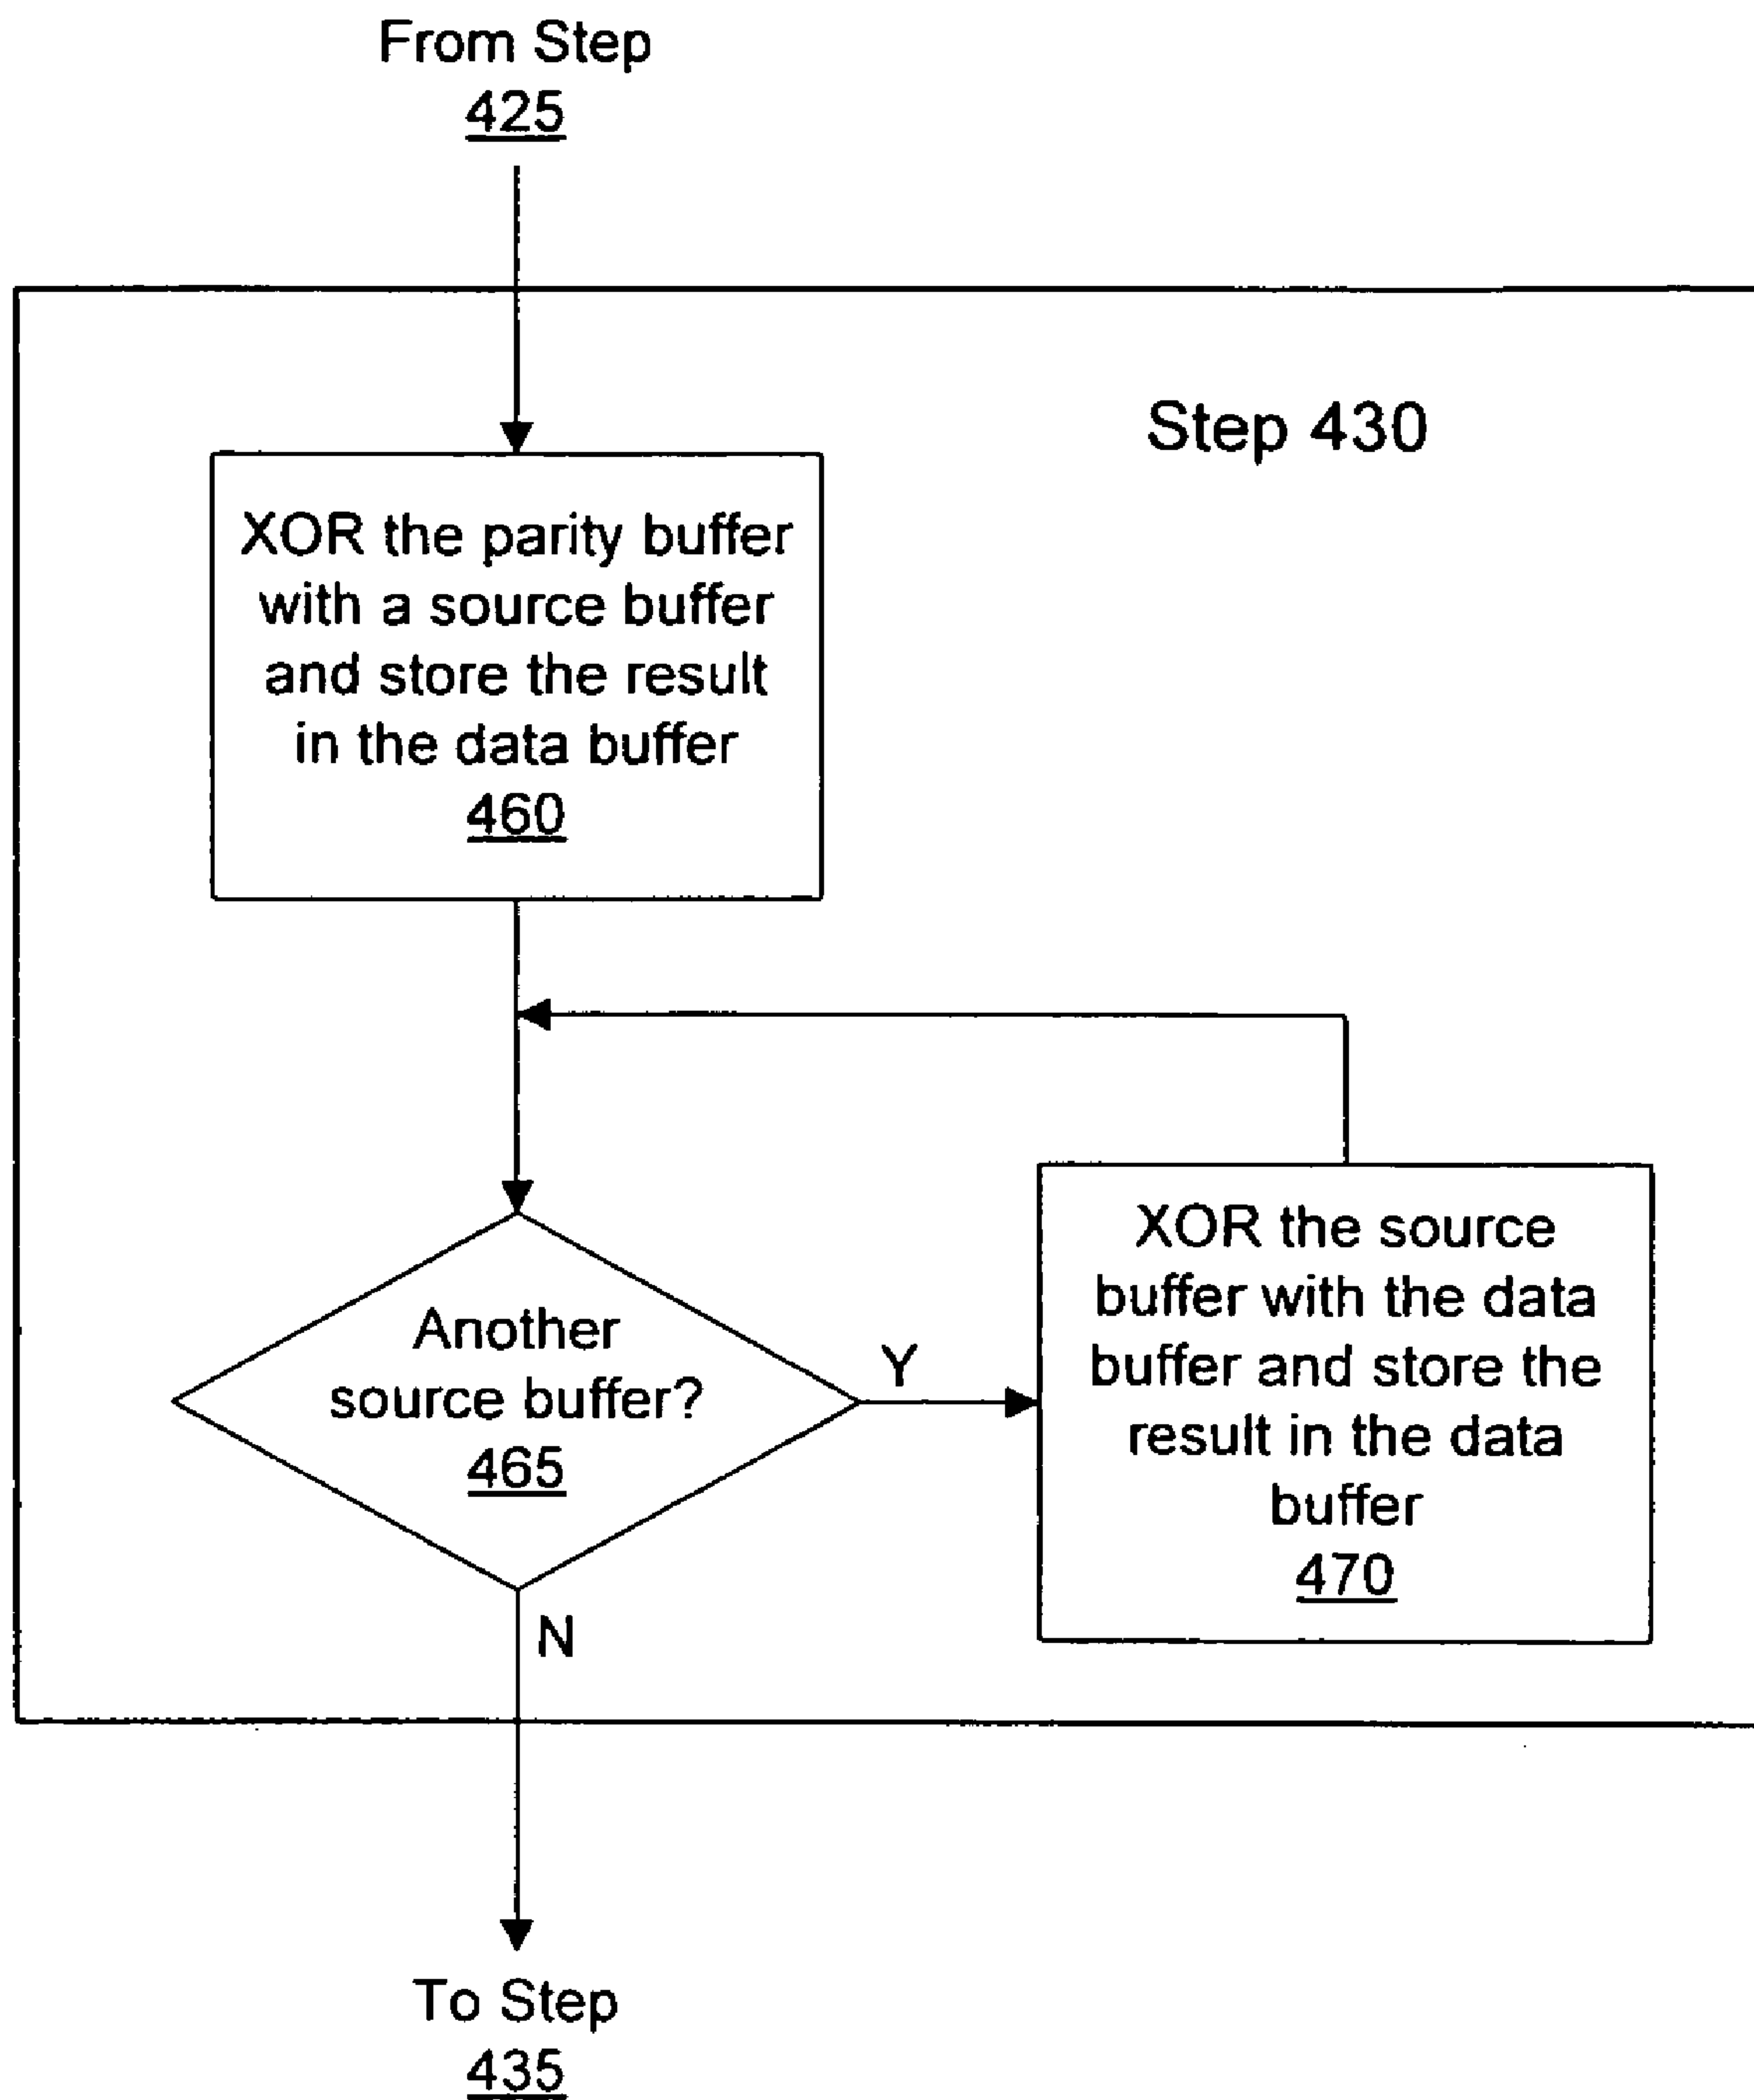 From Step
425
Step 430
XOR the parity buffer
with a source buffer
and store the result
in the data buffer
460
Another
source buffer?
465
Y
N
XOR the source
buffer with the data
buffer and store the
result in the data
buffer
470
To Step
435